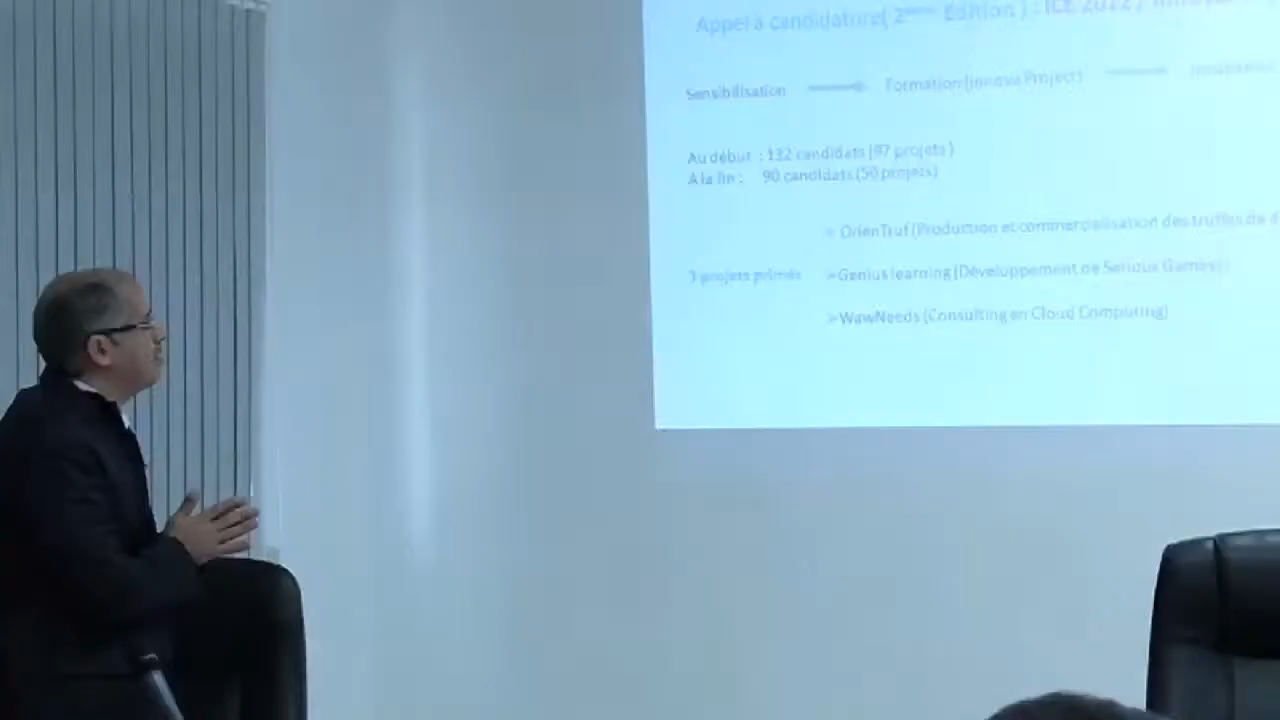 Appel à candidature( 2ème Edition ) : ICE 2012 /
Sensibilisation Formation (Innova Project)
Au début : 132 candidats (97 projets )
A la fin : 90 candidats (50 projets)
> OrienTruf (Production et commercialisation des truffes de d
3 projets primés >Genius learning (Développement de Serious Games)
> WawNeeds (Consulting en Cloud Computing)